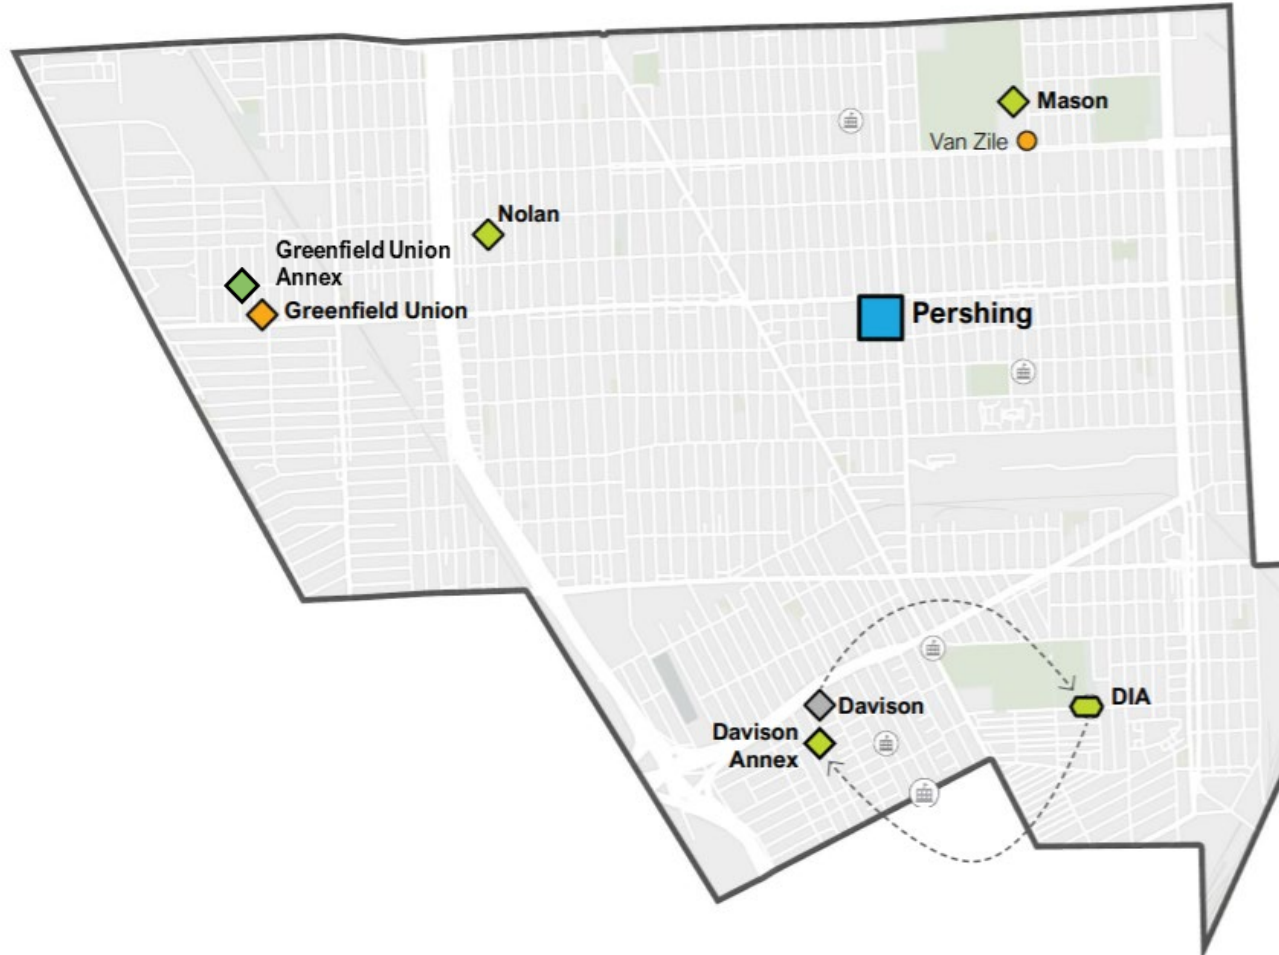 Mason
Van Zile
Nolan
Greenfield Union
Annex
Greenfield Union
Pershing
DIA
Davison
Davison
Annex